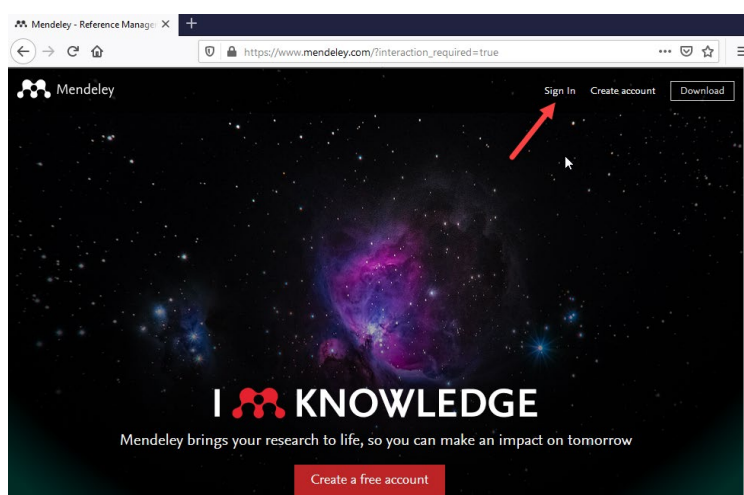 Mendeley - Reference Manager
https://www.mendeley.com/?interaction_required=true
Mendeley
Sign In
Create account
Download
I KNOWLEDGE
Mendeley brings your research to life, so you can make an impact on tomorrow
Create a free account